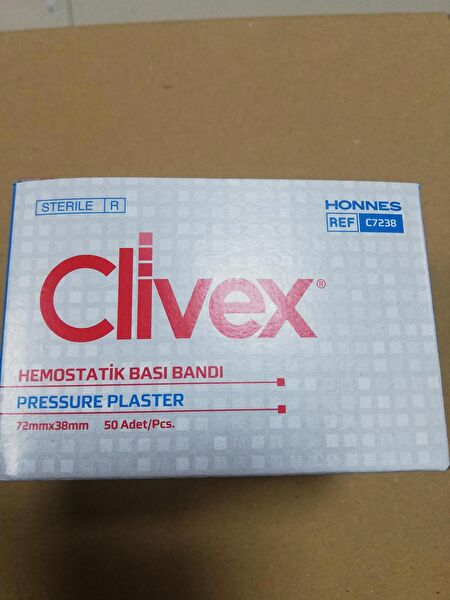 STERILE R
HONNES
REF C7238
Clivex®
HEMOSTATİK BASI BANDI
PRESSURE PLASTER
72mmx38mm 50 Adet/Pcs.